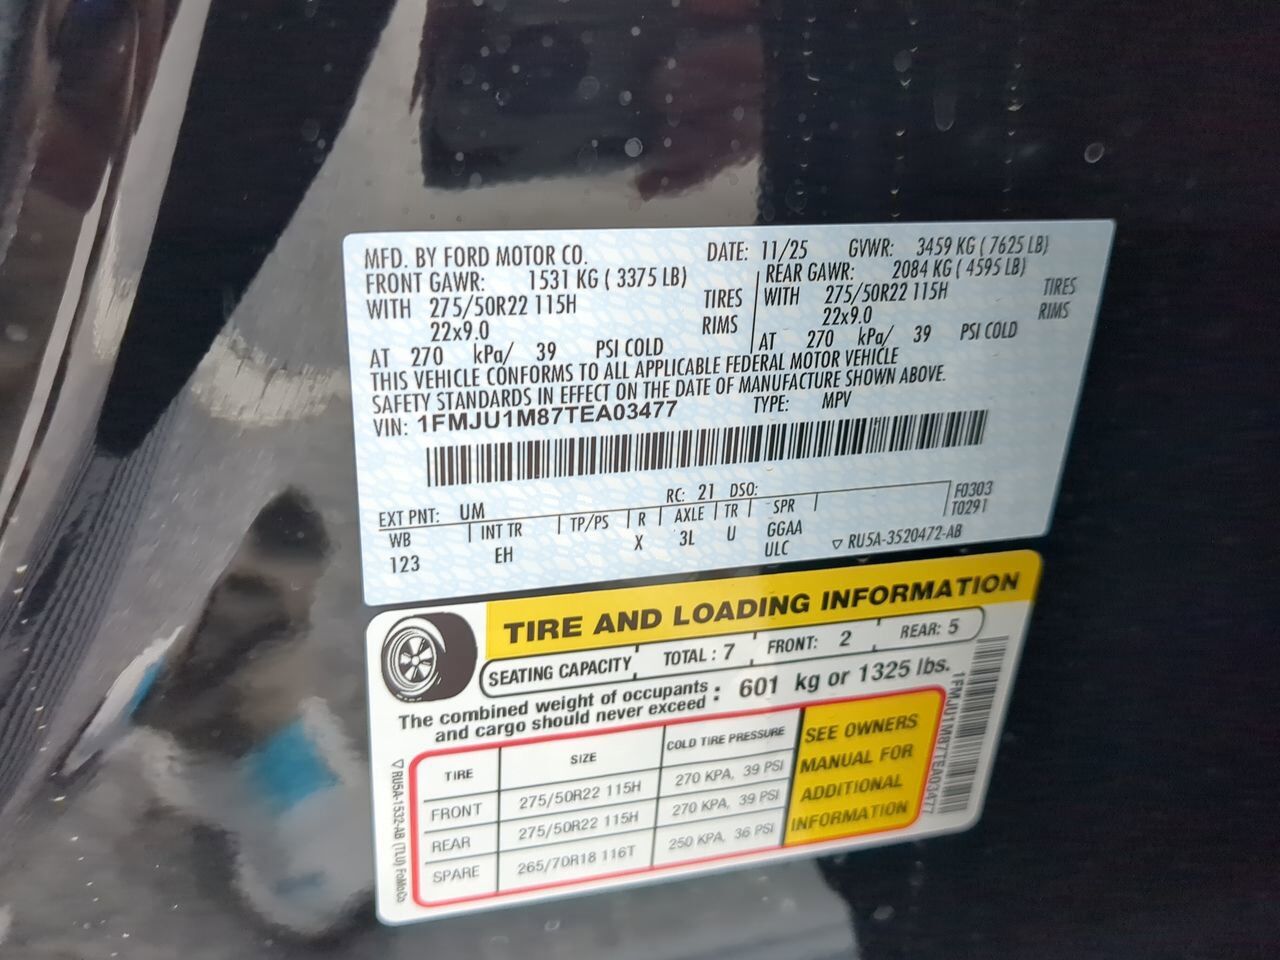 MFD. BY FORD MOTOR CO. DATE: 11/25 GVWR: 3459 KG ( 7625 LB)
FRONT GAWR: 1531 KG ( 3375 LB) REAR GAWR: 2084 KG ( 4595 LB)
WITH 275/50R22 115H TIRES WITH 275/50R22 115H TIRES
22x9.0 RIMS 22x9.0 RIMS
AT 270 kPa/ 39 PSI COLD AT 270 kPa/ 39 PSI COLD
THIS VEHICLE CONFORMS TO ALL APPLICABLE FEDERAL MOTOR VEHICLE
SAFETY STANDARDS IN EFFECT ON THE DATE OF MANUFACTURE SHOWN ABOVE.
VIN: 1FMJU1M87TEA03477 TYPE: MPV
EXT PNT: UM RC: 21 DSO: F0303
WB INT TR TP/PS R AXLE TR SPR T0291
123 EH X 3L U GGAA
ULC ▽ RU5A-3520472-AB
TIRE AND LOADING INFORMATION
SEATING CAPACITY TOTAL : 7 FRONT: 2 REAR: 5
The combined weight of occupants and cargo should never exceed : 601 kg or 1325 lbs.
TIRE SIZE COLD TIRE PRESSURE
FRONT 275/50R22 115H 270 KPA, 39 PSI
REAR 275/50R22 115H 270 KPA, 39 PSI
SPARE 265/70R18 116T 250 KPA, 36 PSI
SEE OWNERS
MANUAL FOR
ADDITIONAL
INFORMATION
1FMJU1M87TEA03477
▽ RU5A-1532-AB (TLU) FoMoCo